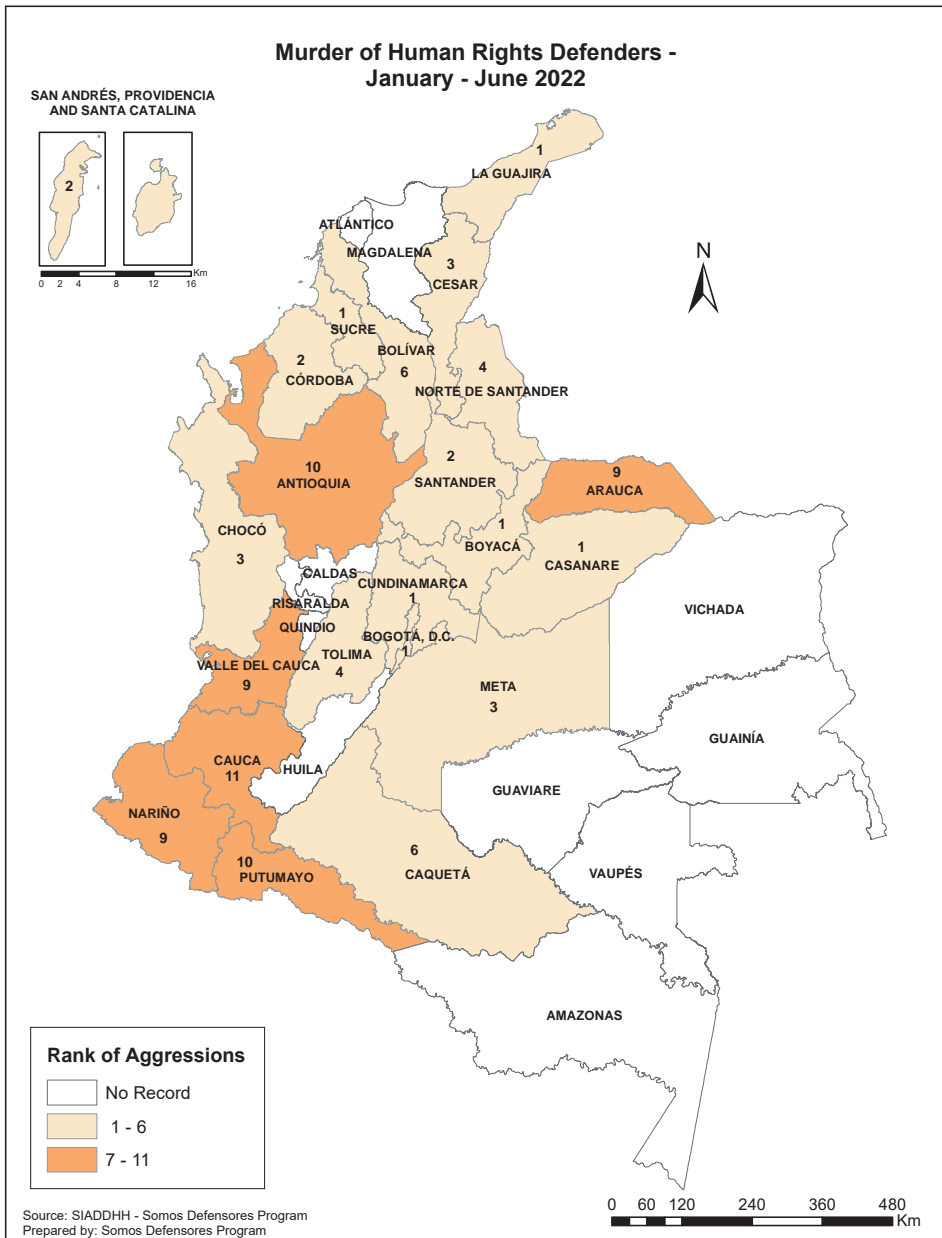 Murder of Human Rights Defenders -
January - June 2022
SAN ANDRÉS, PROVIDENCIA
AND SANTA CATALINA
2
Km
0 2 4 8 12 16
N
1
LA GUAJIRA
ATLÁNTICO
MAGDALENA
3
CESAR
1
SUCRE
BOLÍVAR
6
2
CÓRDOBA
4
NORTE DE SANTANDER
10
ANTIOQUIA
2
SANTANDER
9
ARAUCA
CHOCÓ
3
1
BOYACÁ
1
CASANARE
CALDAS
CUNDINAMARCA
1
RISARALDA
QUINDIO
BOGOTÁ, D.C.
1
TOLIMA
4
VALLE DEL CAUCA
9
VICHADA
META
3
GUAINÍA
CAUCA
11
HUILA
GUAVIARE
NARIÑO
9
10
PUTUMAYO
6
CAQUETÁ
VAUPÉS
AMAZONAS
Rank of Aggressions
No Record
1 - 6
7 - 11
Source: SIADDHH - Somos Defensores Program
Prepared by: Somos Defensores Program
0 60 120 240 360 480
Km